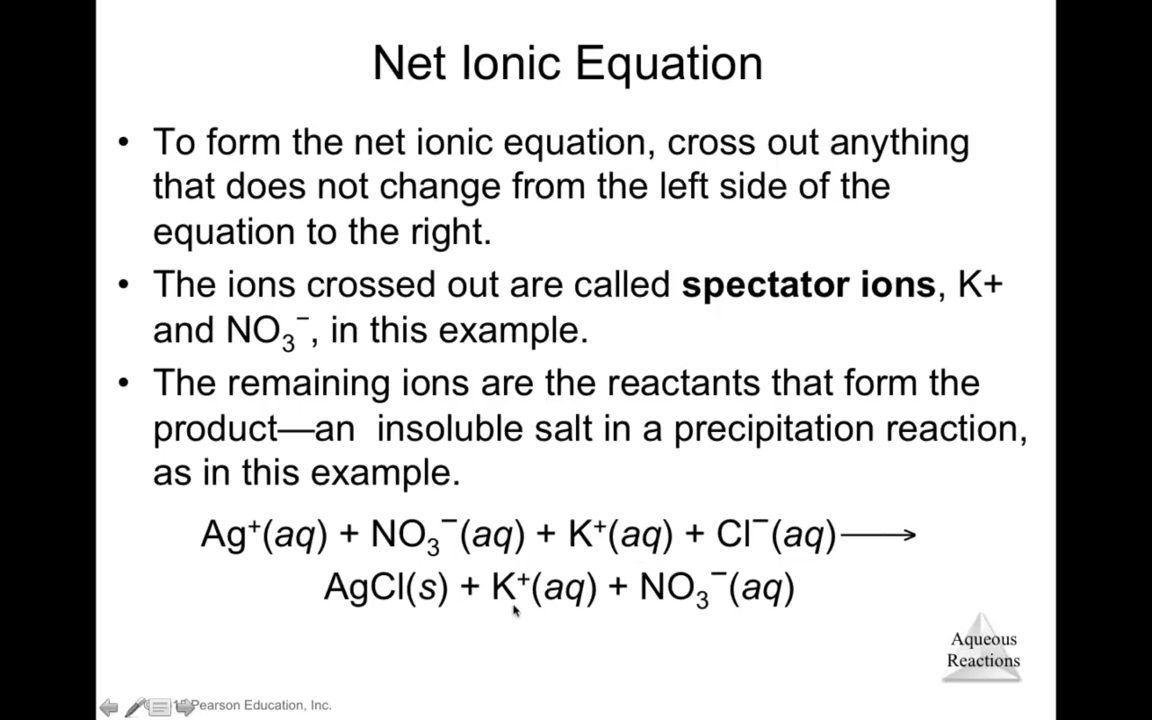 Net Ionic Equation
• To form the net ionic equation, cross out anything
that does not change from the left side of the
equation to the right.
• The ions crossed out are called spectator ions, K+
and NO₃⁻, in this example.
• The remaining ions are the reactants that form the
product—an insoluble salt in a precipitation reaction,
as in this example.
Ag⁺(aq) + NO₃⁻(aq) + K⁺(aq) + Cl⁻(aq) ⟶
AgCl(s) + K⁺(aq) + NO₃⁻(aq)
Aqueous
Reactions
Pearson Education, Inc.